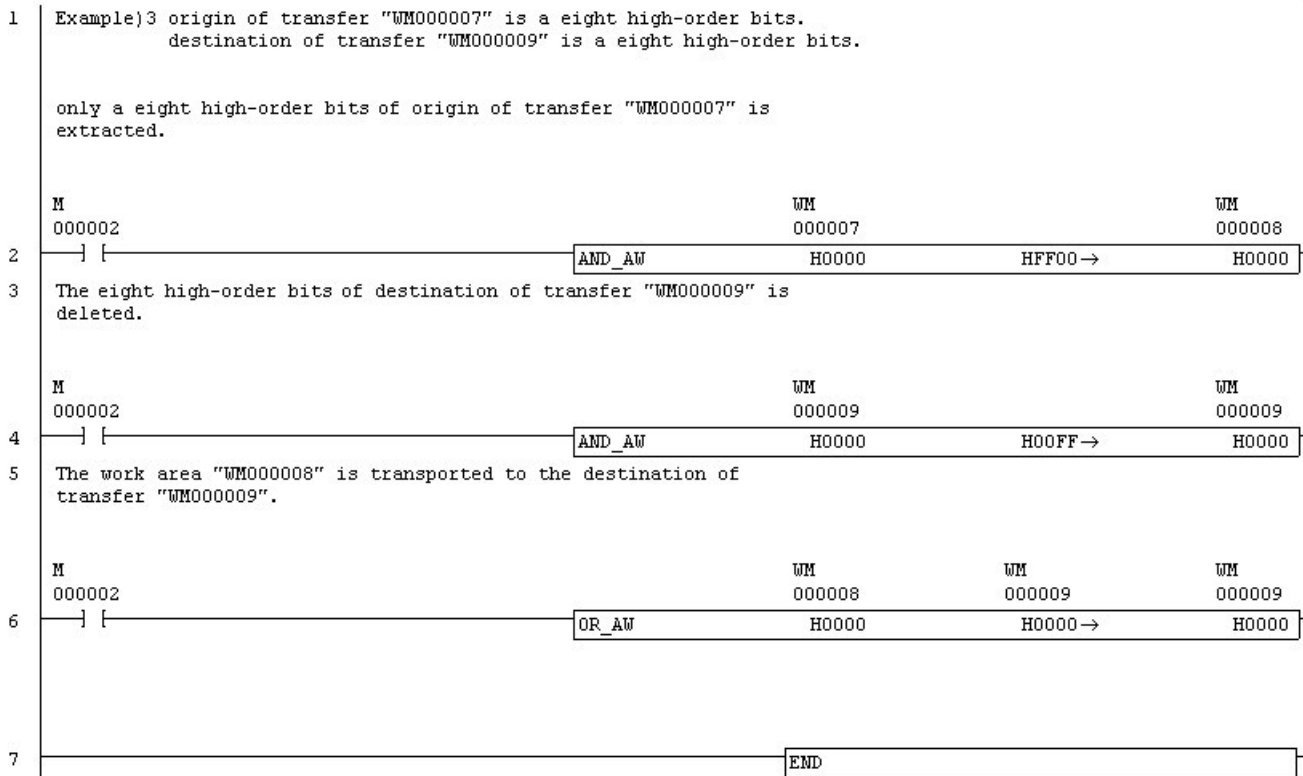 1 Example)3 origin of transfer "WM000007" is a eight high-order bits.
destination of transfer "WM000009" is a eight high-order bits.
only a eight high-order bits of origin of transfer "WM000007" is
extracted.
M WM WM
000002 000007 000008
2 AND_AW H0000 HFF00→ H0000
3 The eight high-order bits of destination of transfer "WM000009" is
deleted.
M WM WM
000002 000009 000009
4 AND_AW H0000 H00FF→ H0000
5 The work area "WM000008" is transported to the destination of
transfer "WM000009".
M WM WM WM
000002 000008 000009 000009
6 OR_AW H0000 H0000→ H0000
7 END